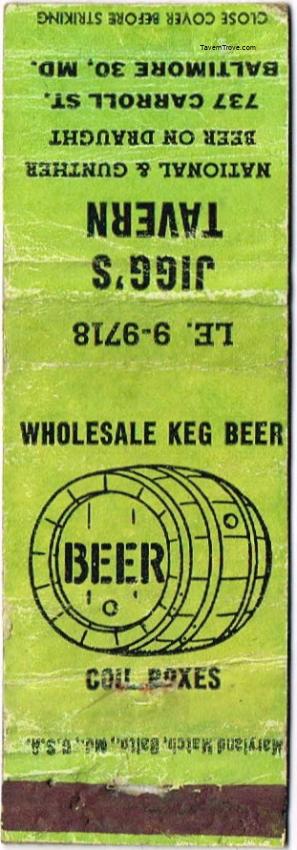 CLOSE COVER BEFORE STRIKING
TavernTrove.com
BALTIMORE 30, MD.
737 CARROLL ST.
BEER ON DRAUGHT
NATIONAL & GUNTHER
TAVERN
JIGG'S
LE. 9-9718
WHOLESALE KEG BEER
BEER
COIL BOXES
Maryland Match, Balto., Md., U.S.A.